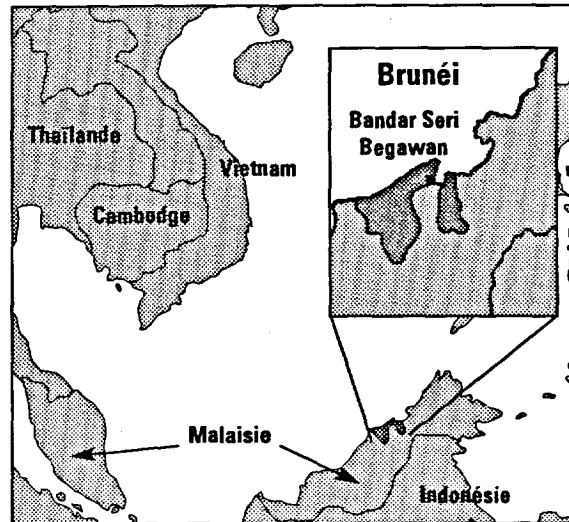 Brunéi
Bandar Seri
Begawan
Thaïlande
Vietnam
Cambodge
Malaisie
Indonésie